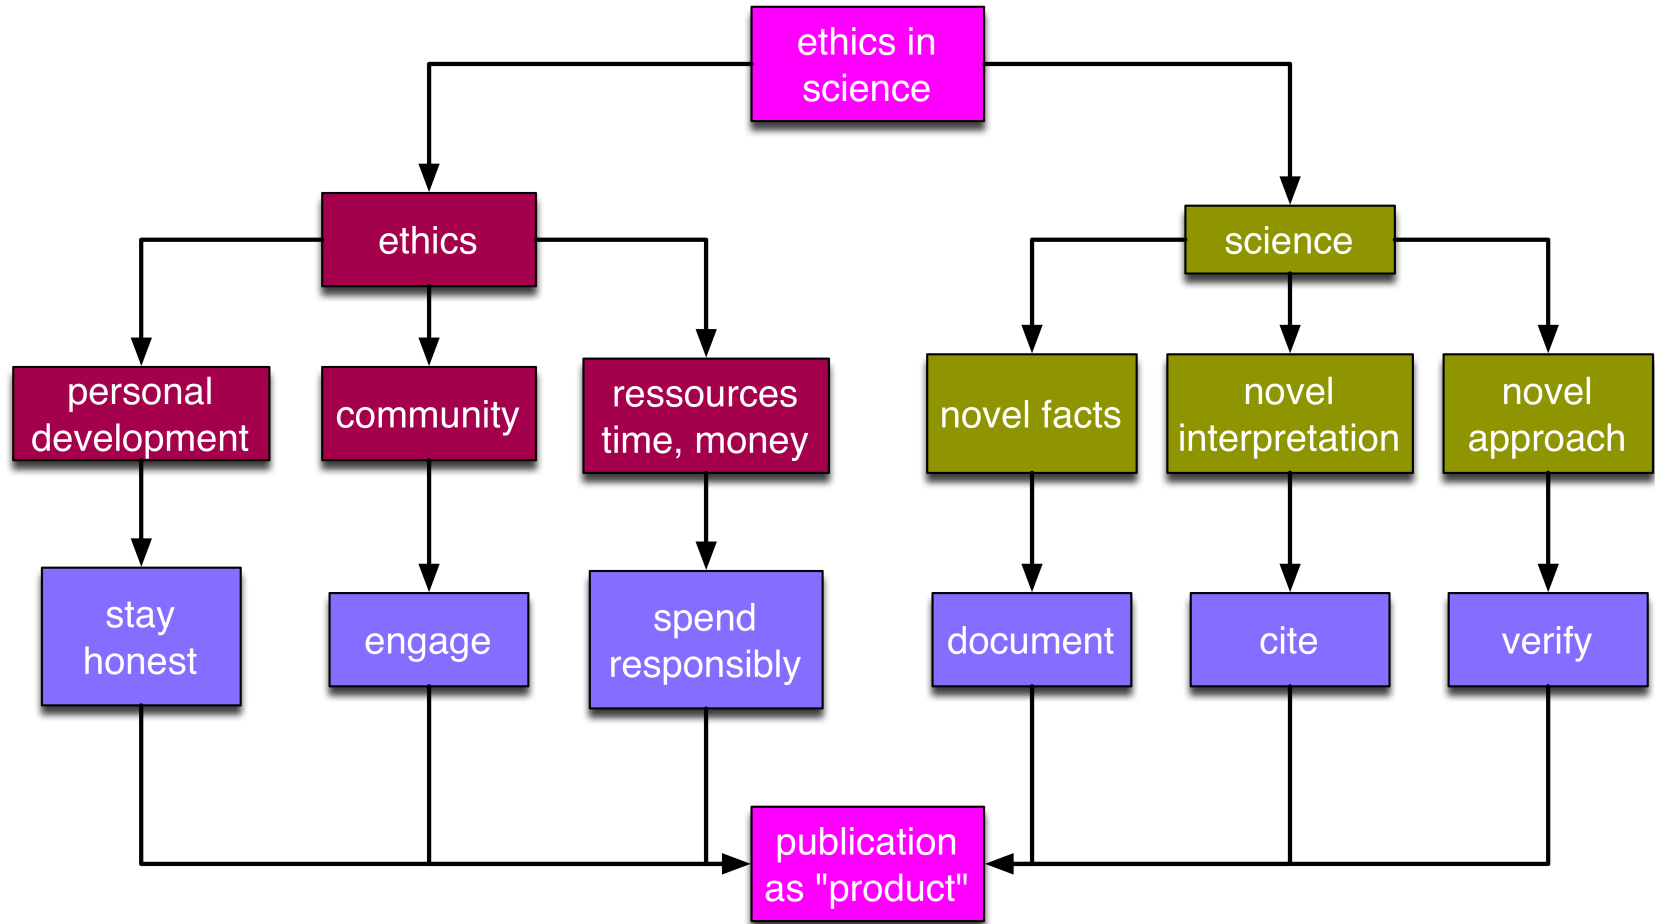 ethics in
science
ethics
science
personal
development
community
ressources
time, money
novel facts
novel
interpretation
novel
approach
stay
honest
engage
spend
responsibly
document
cite
verify
publication
as "product"